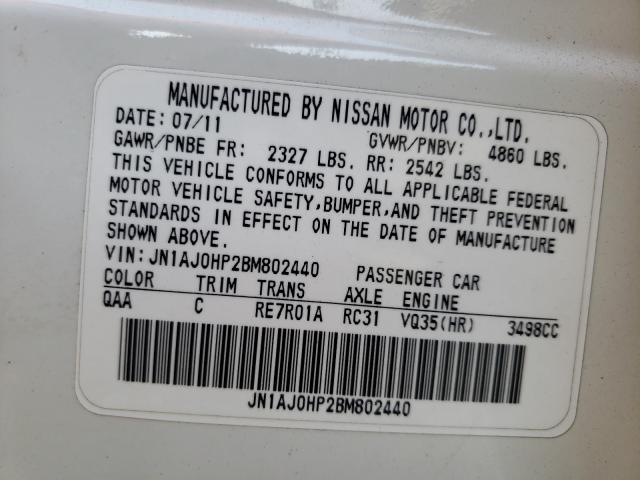 MANUFACTURED BY NISSAN MOTOR CO.,LTD.
DATE: 07/11 GVWR/PNBV: 4860 LBS.
GAWR/PNBE FR: 2327 LBS. RR: 2542 LBS.
THIS VEHICLE CONFORMS TO ALL APPLICABLE FEDERAL
MOTOR VEHICLE SAFETY,BUMPER,AND THEFT PREVENTION
STANDARDS IN EFFECT ON THE DATE OF MANUFACTURE
SHOWN ABOVE.
VIN:JN1AJ0HP2BM802440 PASSENGER CAR
COLOR TRIM TRANS AXLE ENGINE
QAA C RE7R01A RC31 VQ35(HR) 3498CC
JN1AJ0HP2BM802440